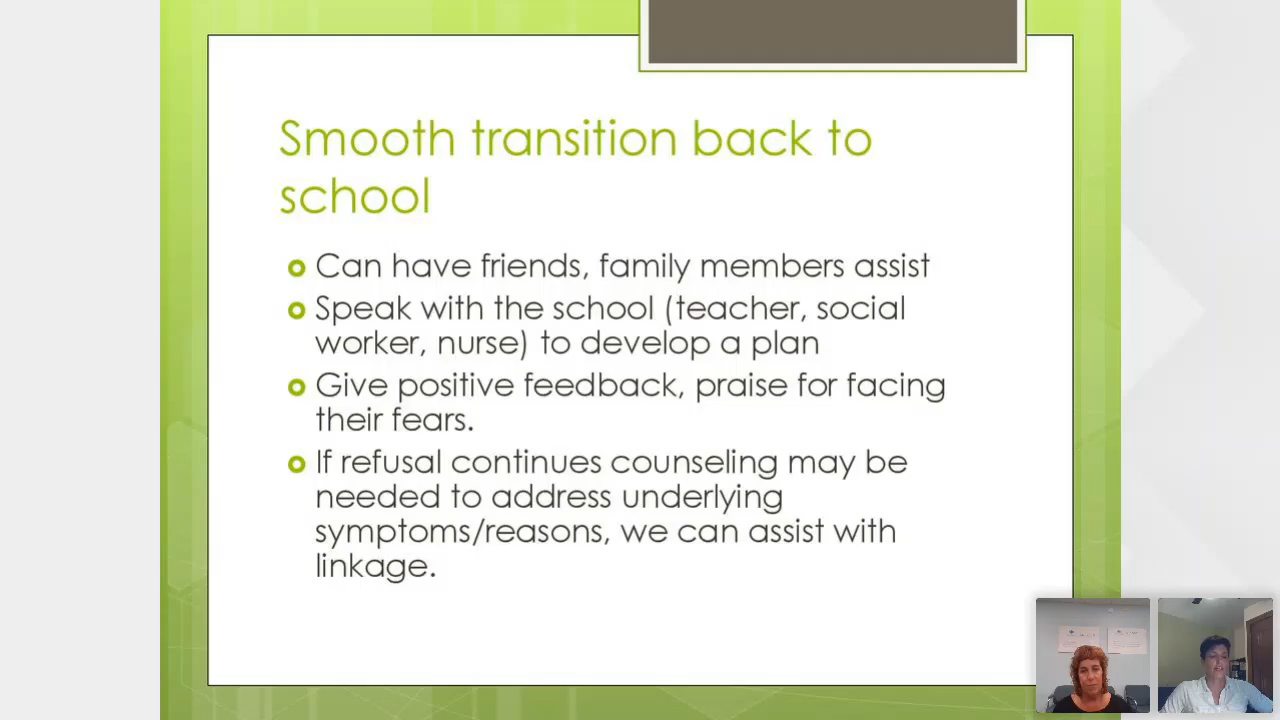 Smooth transition back to
school
Can have friends, family members assist
Speak with the school (teacher, social
worker, nurse) to develop a plan
Give positive feedback, praise for facing
their fears.
If refusal continues counseling may be
needed to address underlying
symptoms/reasons, we can assist with
linkage.